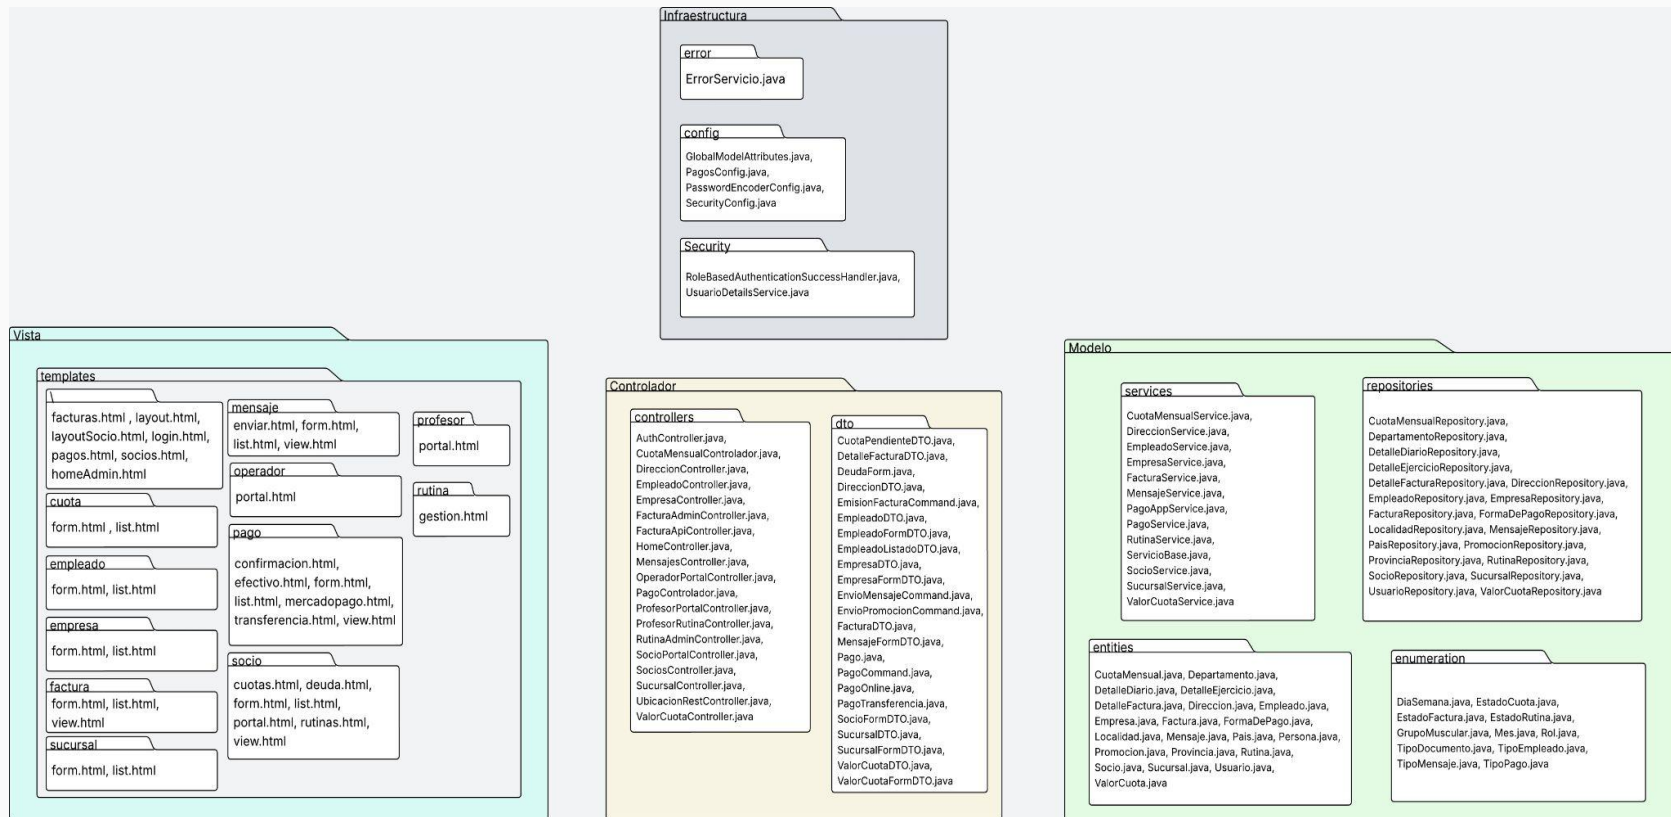 Infraestructura
error
ErrorServicio.java
config
GlobalModelAttributes.java,
PagosConfig.java,
PasswordEncoderConfig.java,
SecurityConfig.java
Security
RoleBasedAuthenticationSuccessHandler.java,
UsuarioDetailsService.java
Vista
templates
\
facturas.html , layout.html,
layoutSocio.html, login.html,
pagos.html, socios.html,
homeAdmin.html
cuota
form.html , list.html
empleado
form.html, list.html
empresa
form.html, list.html
factura
form.html, list.html,
view.html
sucursal
form.html, list.html
mensaje
enviar.html, form.html,
list.html, view.html
operador
portal.html
pago
confirmacion.html,
efectivo.html, form.html,
list.html, mercadopago.html,
transferencia.html, view.html
socio
cuotas.html, deuda.html,
form.html, list.html,
portal.html, rutinas.html,
view.html
profesor
portal.html
rutina
gestion.html
Controlador
controllers
AuthController.java,
CuotaMensualControlador.java,
DireccionController.java,
EmpleadoController.java,
EmpresaController.java,
FacturaAdminController.java,
FacturaApiController.java,
HomeController.java,
MensajesController.java,
OperadorPortalController.java,
PagoControlador.java,
ProfesorPortalController.java,
ProfesorRutinaController.java,
RutinaAdminController.java,
SocioPortalController.java,
SociosController.java,
SucursalController.java,
UbicacionRestController.java,
ValorCuotaController.java
dto
CuotaPendienteDTO.java,
DetalleFacturaDTO.java,
DeudaForm.java,
DireccionDTO.java,
EmisionFacturaCommand.java,
EmpleadoDTO.java,
EmpleadoFormDTO.java,
EmpleadoListadoDTO.java,
EmpresaDTO.java,
EmpresaFormDTO.java,
EnvioMensajeCommand.java,
EnvioPromocionCommand.java,
FacturaDTO.java,
MensajeFormDTO.java,
Pago.java,
PagoCommand.java,
PagoOnline.java,
PagoTransferencia.java,
SocioFormDTO.java,
SucursalDTO.java,
SucursalFormDTO.java,
ValorCuotaDTO.java,
ValorCuotaFormDTO.java
Modelo
services
CuotaMensualService.java,
DireccionService.java,
EmpleadoService.java,
EmpresaService.java,
FacturaService.java,
MensajeService.java,
PagoAppService.java,
PagoService.java,
RutinaService.java,
ServicioBase.java,
SocioService.java,
SucursalService.java,
ValorCuotaService.java
repositories
CuotaMensualRepository.java,
DepartamentoRepository.java,
DetalleDiarioRepository.java,
DetalleEjercicioRepository.java,
DetalleFacturaRepository.java, DireccionRepository.java,
EmpleadoRepository.java, EmpresaRepository.java,
FacturaRepository.java, FormaDePagoRepository.java,
LocalidadRepository.java, MensajeRepository.java,
PaisRepository.java, PromocionRepository.java,
ProvinciaRepository.java, RutinaRepository.java,
SocioRepository.java, SucursalRepository.java,
UsuarioRepository.java, ValorCuotaRepository.java
entities
CuotaMensual.java, Departamento.java,
DetalleDiario.java, DetalleEjercicio.java,
DetalleFactura.java, Direccion.java, Empleado.java,
Empresa.java, Factura.java, FormaDePago.java,
Localidad.java, Mensaje.java, Pais.java, Persona.java,
Promocion.java, Provincia.java, Rutina.java,
Socio.java, Sucursal.java, Usuario.java,
ValorCuota.java
enumeration
DiaSemana.java, EstadoCuota.java,
EstadoFactura.java, EstadoRutina.java,
GrupoMuscular.java, Mes.java, Rol.java,
TipoDocumento.java, TipoEmpleado.java,
TipoMensaje.java, TipoPago.java